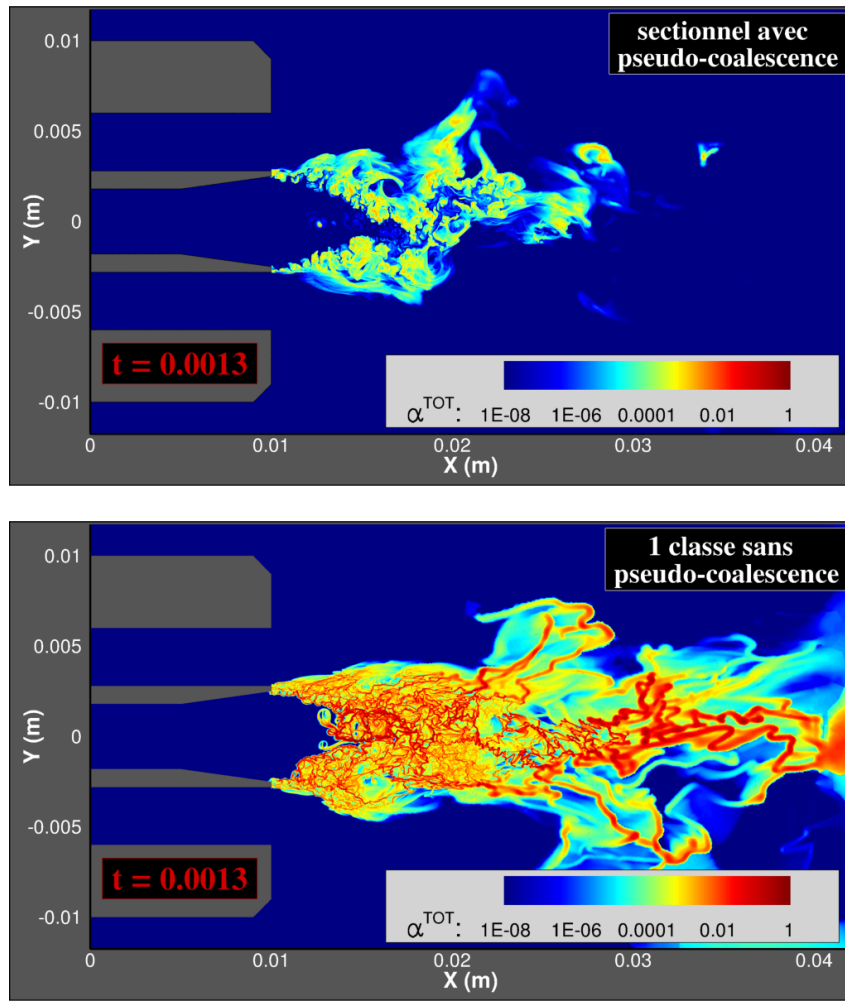 sectionnel avec
pseudo-coalescence
0.01
0.005
Y (m)
0
-0.005
t = 0.0013
-0.01
α^TOT: 1E-08 1E-06 0.0001 0.01 1
0 0.01 0.02 0.03 0.04
X (m)
1 classe sans
pseudo-coalescence
0.01
0.005
Y (m)
0
-0.005
t = 0.0013
-0.01
α^TOT: 1E-08 1E-06 0.0001 0.01 1
0 0.01 0.02 0.03 0.04
X (m)